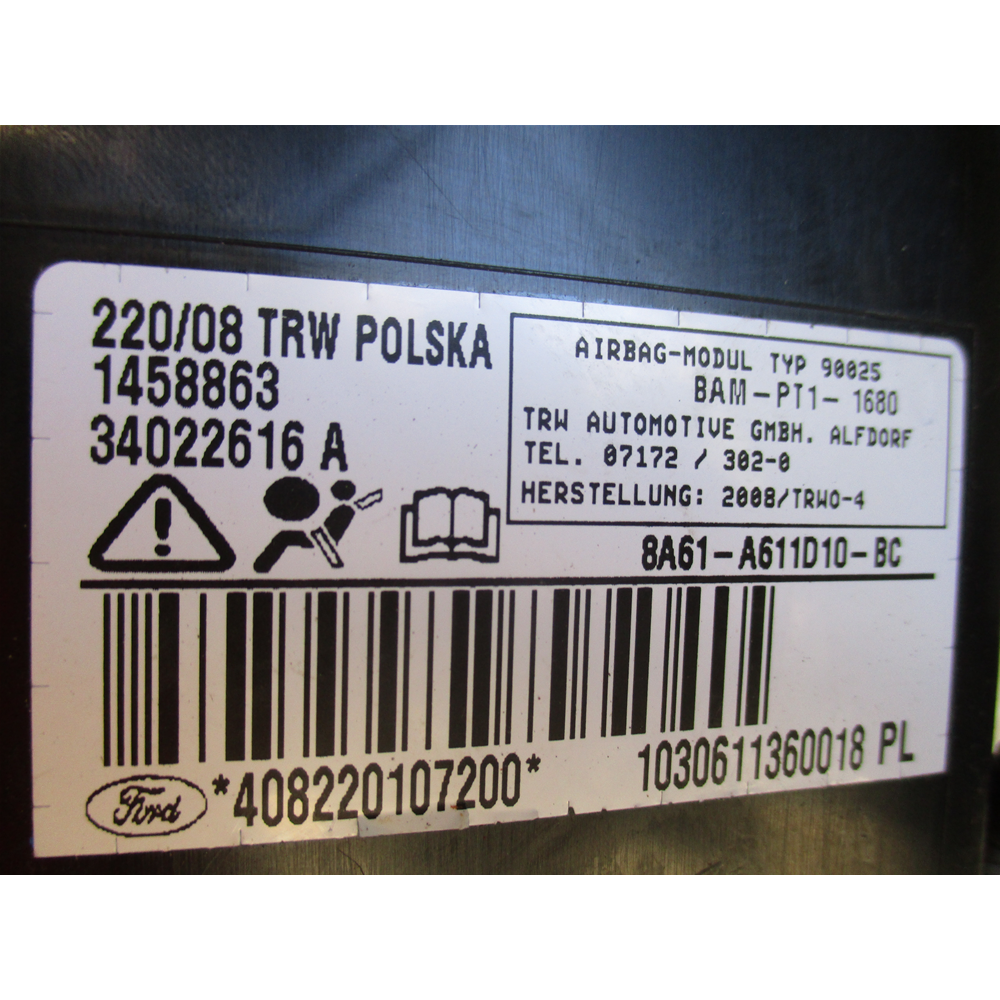 220/08 TRW POLSKA
1458863
34022616 A
AIRBAG-MODUL TYP 90025
BAM-PT1-1680
TRW AUTOMOTIVE GMBH. ALFDORF
TEL. 07172 / 302-0
HERSTELLUNG: 2008/TRWO-4
8A61-A611D10-BC
Ford
*408220107200*
1030611360018 PL